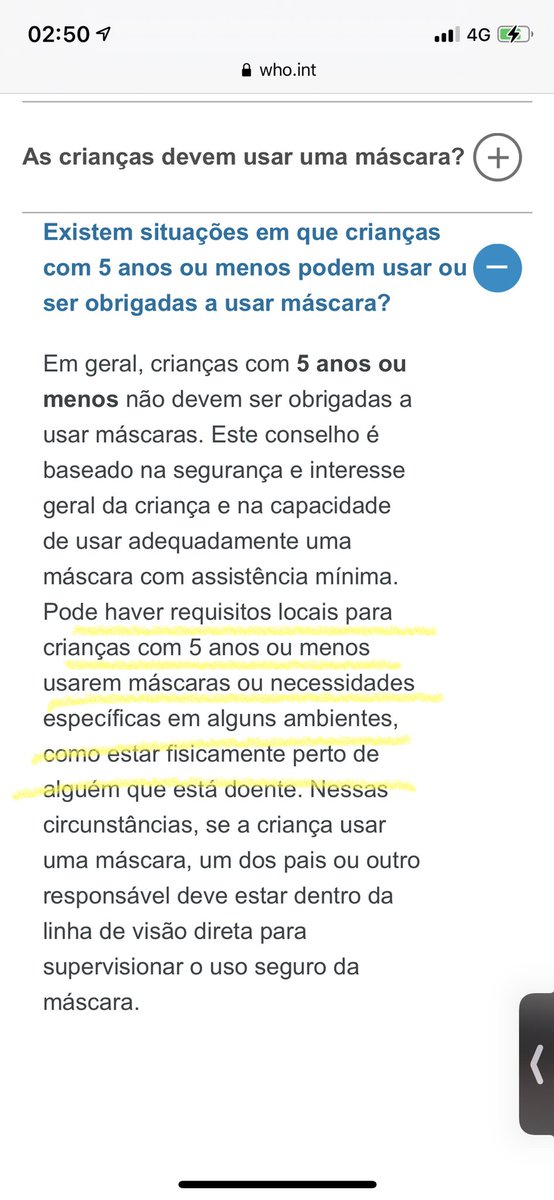 02:50
4G
who.int
As crianças devem usar uma máscara?
Existem situações em que crianças
com 5 anos ou menos podem usar ou
ser obrigadas a usar máscara?
Em geral, crianças com 5 anos ou
menos não devem ser obrigadas a
usar máscaras. Este conselho é
baseado na segurança e interesse
geral da criança e na capacidade
de usar adequadamente uma
máscara com assistência mínima.
Pode haver requisitos locais para
crianças com 5 anos ou menos
usarem máscaras ou necessidades
específicas em alguns ambientes,
como estar fisicamente perto de
alguém que está doente. Nessas
circunstâncias, se a criança usar
uma máscara, um dos pais ou outro
responsável deve estar dentro da
linha de visão direta para
supervisionar o uso seguro da
máscara.